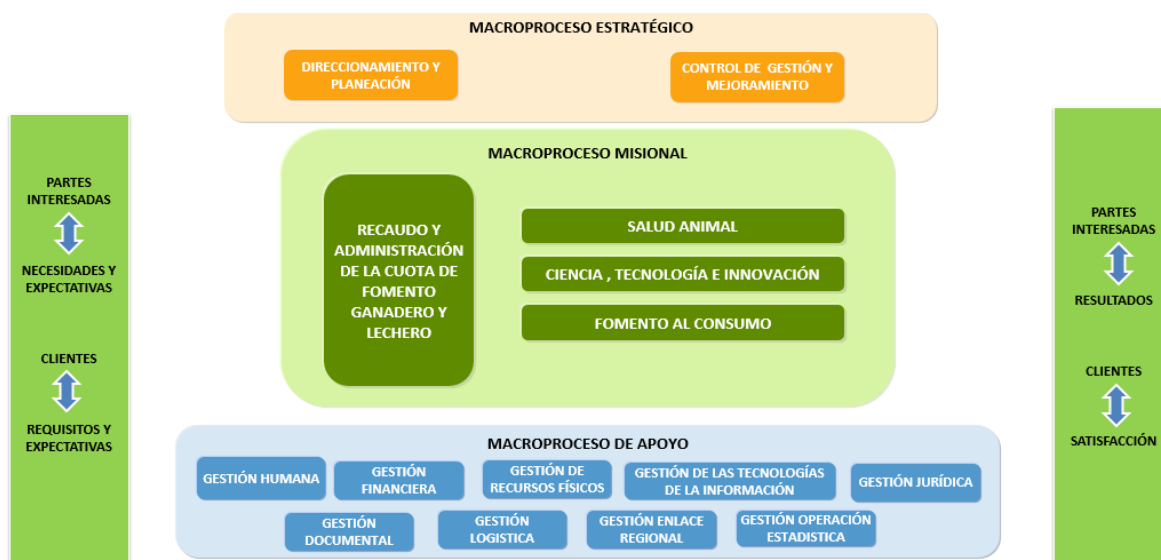 MACROPROCESO ESTRATÉGICO
DIRECCIONAMIENTO Y
PLANEACIÓN
CONTROL DE GESTIÓN Y
MEJORAMIENTO
PARTES
INTERESADAS
NECESIDADES Y
EXPECTATIVAS
CLIENTES
REQUISITOS Y
EXPECTATIVAS
MACROPROCESO MISIONAL
RECAUDO Y
ADMINISTRACIÓN
DE LA CUOTA DE
FOMENTO
GANADERO Y
LECHERO
SALUD ANIMAL
CIENCIA , TECNOLOGÍA E INNOVACIÓN
FOMENTO AL CONSUMO
PARTES
INTERESADAS
RESULTADOS
CLIENTES
SATISFACCIÓN
MACROPROCESO DE APOYO
GESTIÓN HUMANA
GESTIÓN
FINANCIERA
GESTIÓN DE
RECURSOS FÍSICOS
GESTIÓN DE LAS TECNOLOGÍAS
DE LA INFORMACIÓN
GESTIÓN JURÍDICA
GESTIÓN
DOCUMENTAL
GESTIÓN
LOGISTICA
GESTIÓN ENLACE
REGIONAL
GESTIÓN OPERACIÓN
ESTADISTICA